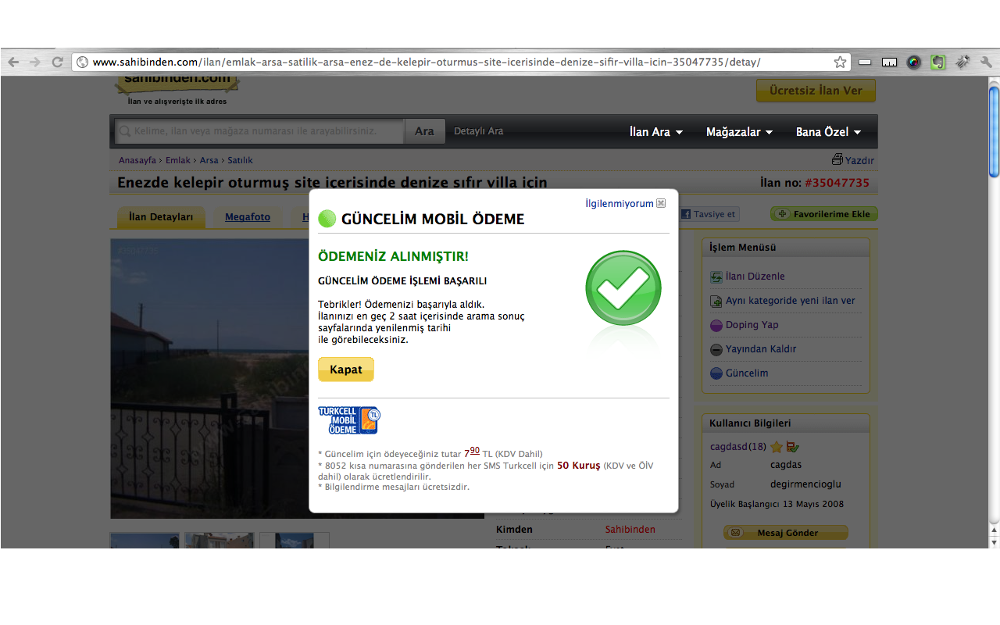 www.sahibinden.com/ilan/emlak-arsa-satilik-arsa-enez-de-kelepir-oturmus-site-icerisinde-denize-sifir-villa-icin-35047735/detay/
sahibinden.com
İlan ve alışverişte ilk adres
Ücretsiz İlan Ver
Kelime, ilan veya mağaza numarası ile arayabilirsiniz.
Ara
Detaylı Ara
İlan Ara
Mağazalar
Bana Özel
Anasayfa › Emlak › Arsa › Satılık
Yazdır
Enezde kelepir oturmuş site içerisinde denize sıfır villa için
İlan no: #35047735
İlan Detayları
Megafoto
H
Tavsiye et
Favorilerime Ekle
#35047735
İlgilenmiyorum
GÜNCELİM MOBİL ÖDEME
ÖDEMENİZ ALINMIŞTIR!
GÜNCELİM ÖDEME İŞLEMİ BAŞARILI
Tebrikler! Ödemenizi başarıyla aldık.
İlanınızı en geç 2 saat içerisinde arama sonuç
sayfalarında yenilenmiş tarihi
ile görebileceksiniz.
Kapat
TURKCELL
MOBİL
ÖDEME
TL
* Güncelim için ödeyeceğiniz tutar 790 TL (KDV Dahil)
* 8052 kısa numarasına gönderilen her SMS Turkcell için 50 Kuruş (KDV ve ÖİV
dahil) olarak ücretlendirilir.
* Bilgilendirme mesajları ücretsizdir.
Kimden
Sahibinden
İşlem Menüsü
İlanı Düzenle
Aynı kategoride yeni ilan ver
Doping Yap
Yayından Kaldır
Güncelim
Kullanıcı Bilgileri
cagdasd(18)
Ad
cagdas
Soyad
degirmencioglu
Üyelik Başlangıcı 13 Mayıs 2008
Mesaj Gönder